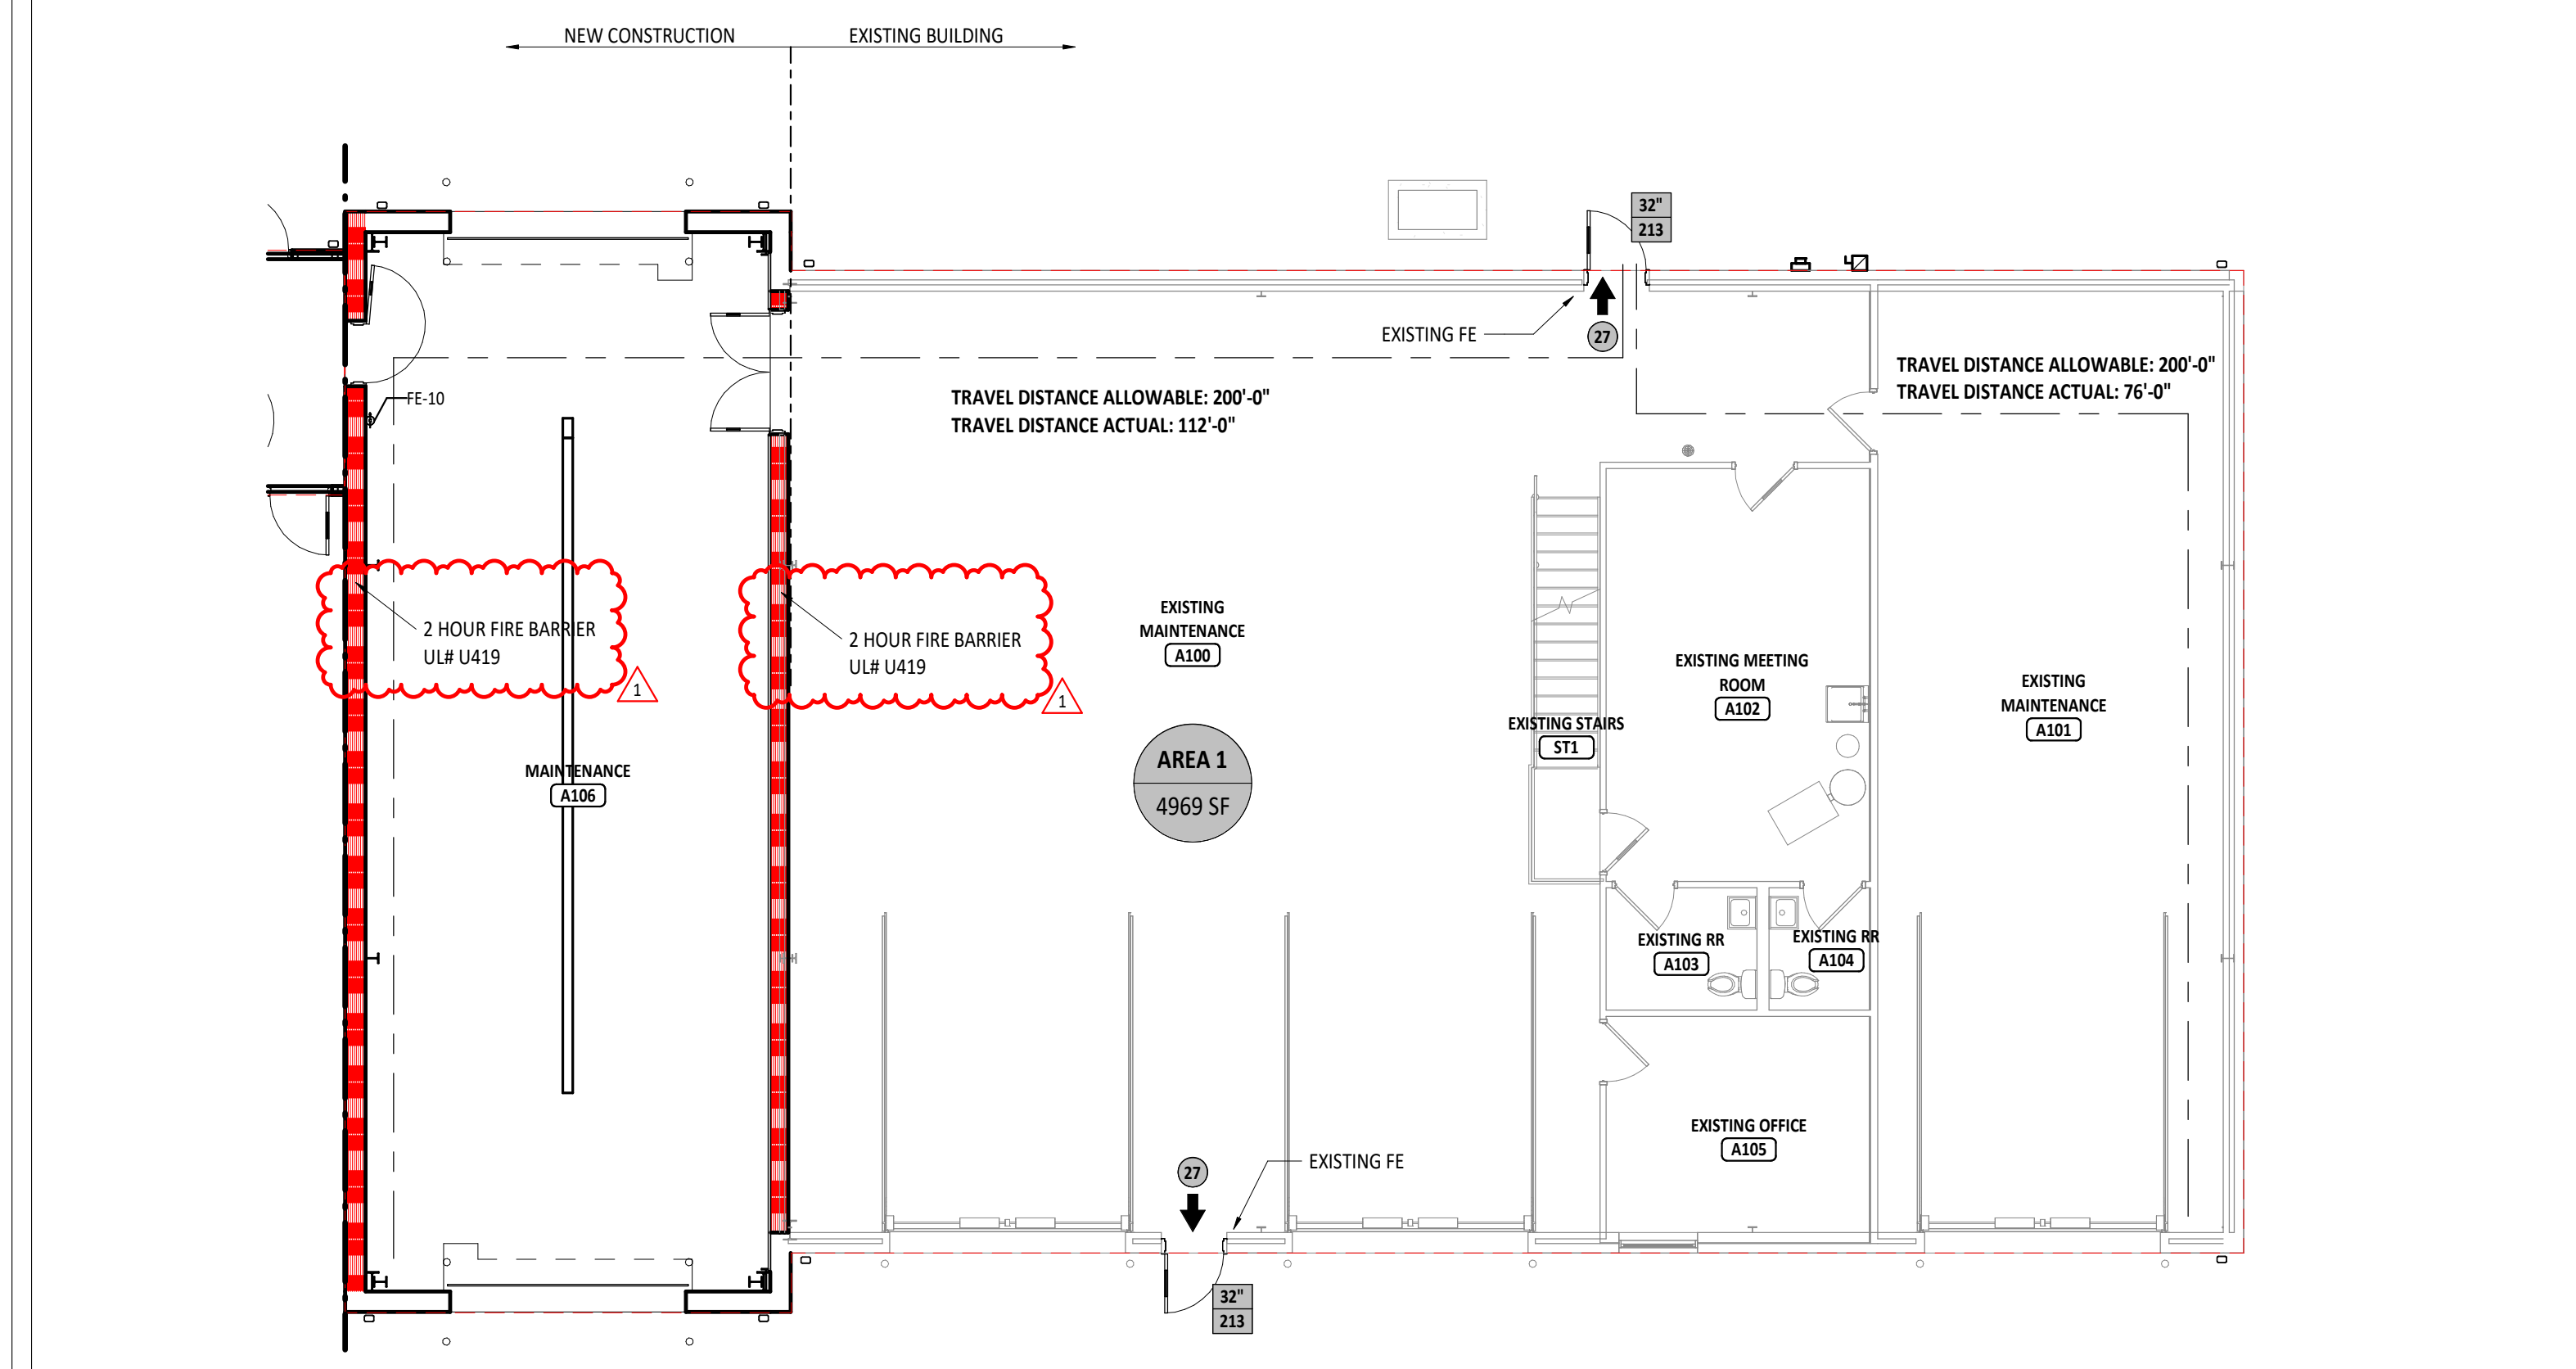 NEW CONSTRUCTION
EXISTING BUILDING
32"
213
EXISTING FE
27
TRAVEL DISTANCE ALLOWABLE: 200'-0"
TRAVEL DISTANCE ACTUAL: 76'-0"
FE-10
TRAVEL DISTANCE ALLOWABLE: 200'-0"
TRAVEL DISTANCE ACTUAL: 112'-0"
2 HOUR FIRE BARRIER
UL# U419
1
2 HOUR FIRE BARRIER
UL# U419
1
EXISTING
MAINTENANCE
A100
EXISTING MEETING
ROOM
A102
EXISTING
MAINTENANCE
A101
EXISTING STAIRS
ST1
MAINTENANCE
A106
AREA 1
4969 SF
EXISTING RR
A103
EXISTING RR
A104
EXISTING OFFICE
A105
27
EXISTING FE
32"
213